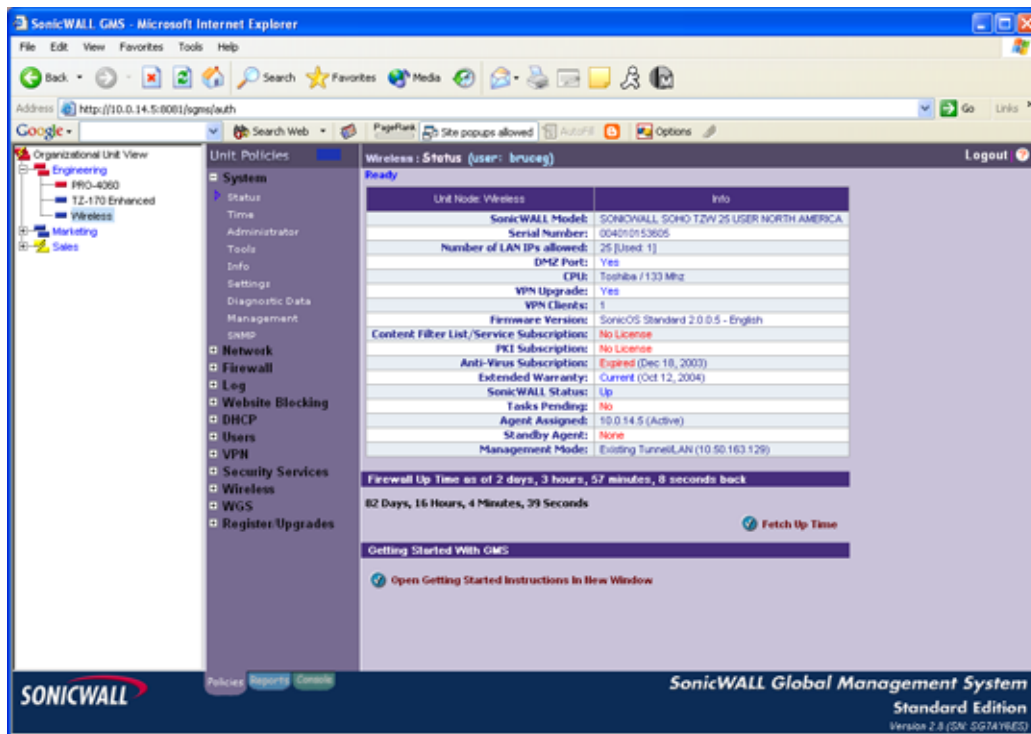 SonicWALL GMS - Microsoft Internet Explorer
File Edit View Favorites Tools Help
Back Search Favorites Media
Address http://10.0.14.5:8081/sgms/auth Go Links
Google Search Web PageRank Site popups allowed AutoFill Options
Organizational Unit View
Engineering
PRO-4060
TZ-170 Enhanced
Wireless
Marketing
Sales
Unit Policies
System
Status
Time
Administrator
Tools
Info
Settings
Diagnostic Data
Management
SNMP
Network
Firewall
Log
Website Blocking
DHCP
Users
VPN
Security Services
Wireless
WGS
Register/Upgrades
Wireless : Status (user: bruceg) Logout
Ready
Unit Node: Wireless Info
SonicWALL Model: SONICWALL SOHO TZW 25 USER NORTH AMERICA
Serial Number: 004010153605
Number of LAN IPs allowed: 25 [Used: 1]
DMZ Port: Yes
CPU: Toshiba / 133 Mhz
VPN Upgrade: Yes
VPN Clients: 1
Firmware Version: SonicOS Standard 2.0.0.5 - English
Content Filter List/Service Subscription: No License
PKI Subscription: No License
Anti-Virus Subscription: Expired (Dec 18, 2003)
Extended Warranty: Current (Oct 12, 2004)
SonicWALL Status: Up
Tasks Pending: No
Agent Assigned: 10.0.14.5 (Active)
Standby Agent: None
Management Mode: Existing Tunnel/LAN (10.50.163.129)
Firewall Up Time as of 2 days, 3 hours, 57 minutes, 8 seconds back
82 Days, 16 Hours, 4 Minutes, 39 Seconds
Fetch Up Time
Getting Started With GMS
Open Getting Started Instructions In New Window
Policies Reports Console
SONICWALL
SonicWALL Global Management System
Standard Edition
Version 2.8 (SN: SG7AY6ES)